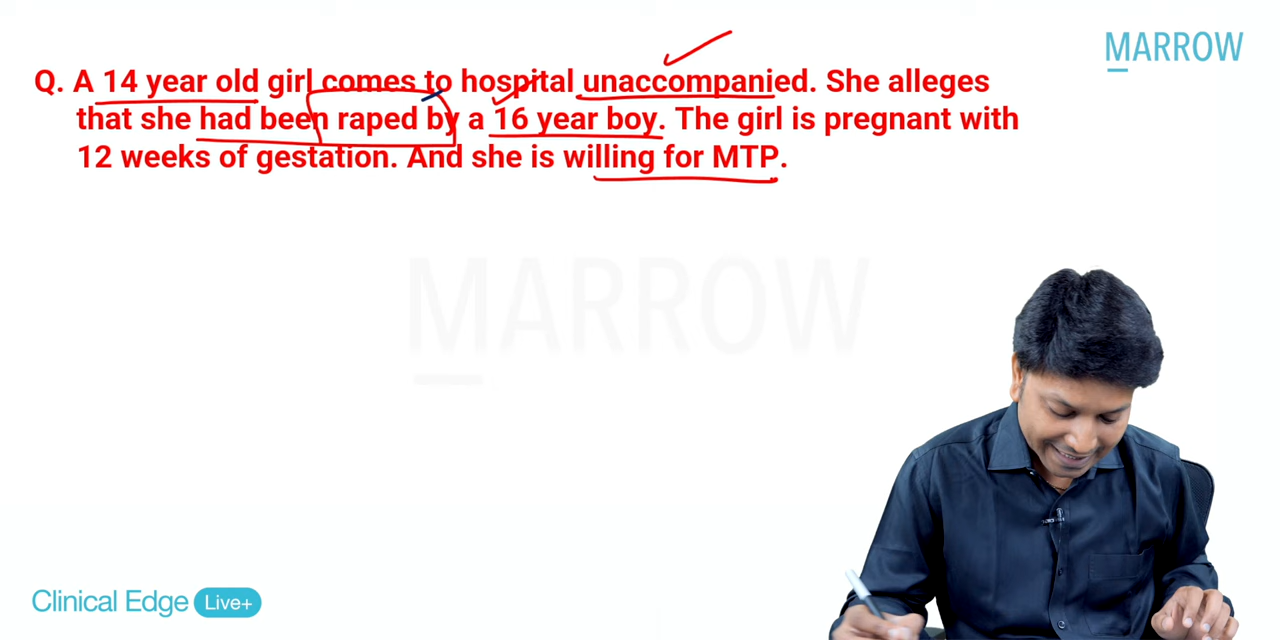 MARROW
Q. A 14 year old girl comes to hospital unaccompanied. She alleges
that she had been raped by a 16 year boy. The girl is pregnant with
12 weeks of gestation. And she is willing for MTP.
MARROW
Clinical Edge Live+